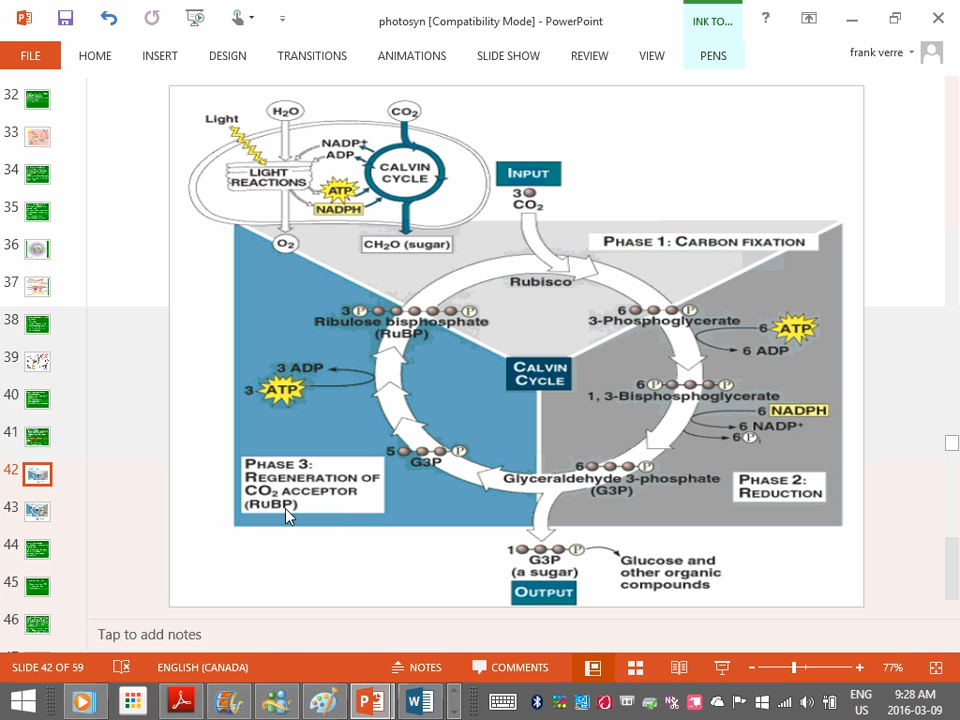 photosyn [Compatibility Mode] - PowerPoint
INK TO...
?
FILE
HOME
INSERT
DESIGN
TRANSITIONS
ANIMATIONS
SLIDE SHOW
REVIEW
VIEW
PENS
frank verre
32
33
34
35
36
37
38
39
40
41
42
43
44
45
46
Light
H2O
CO2
NADP+
ADP
LIGHT
REACTIONS
CALVIN
CYCLE
ATP
NADPH
O2
CH2O (sugar)
INPUT
3
CO2
PHASE 1: CARBON FIXATION
Rubisco
3 P P
Ribulose bisphosphate
(RuBP)
6 P
3-Phosphoglycerate
6 ATP
6 ADP
3 ADP
3 ATP
CALVIN
CYCLE
6 P P
1, 3-Bisphosphoglycerate
6 NADPH
6 NADP+
6 P i
5 P
G3P
6 P
Glyceraldehyde 3-phosphate
(G3P)
PHASE 3:
REGENERATION OF
CO2 ACCEPTOR
(RuBP)
PHASE 2:
REDUCTION
1 P
G3P
(a sugar)
OUTPUT
Glucose and
other organic
compounds
Tap to add notes
SLIDE 42 OF 59
ENGLISH (CANADA)
NOTES
COMMENTS
77%
ENG
US
9:28 AM
2016-03-09